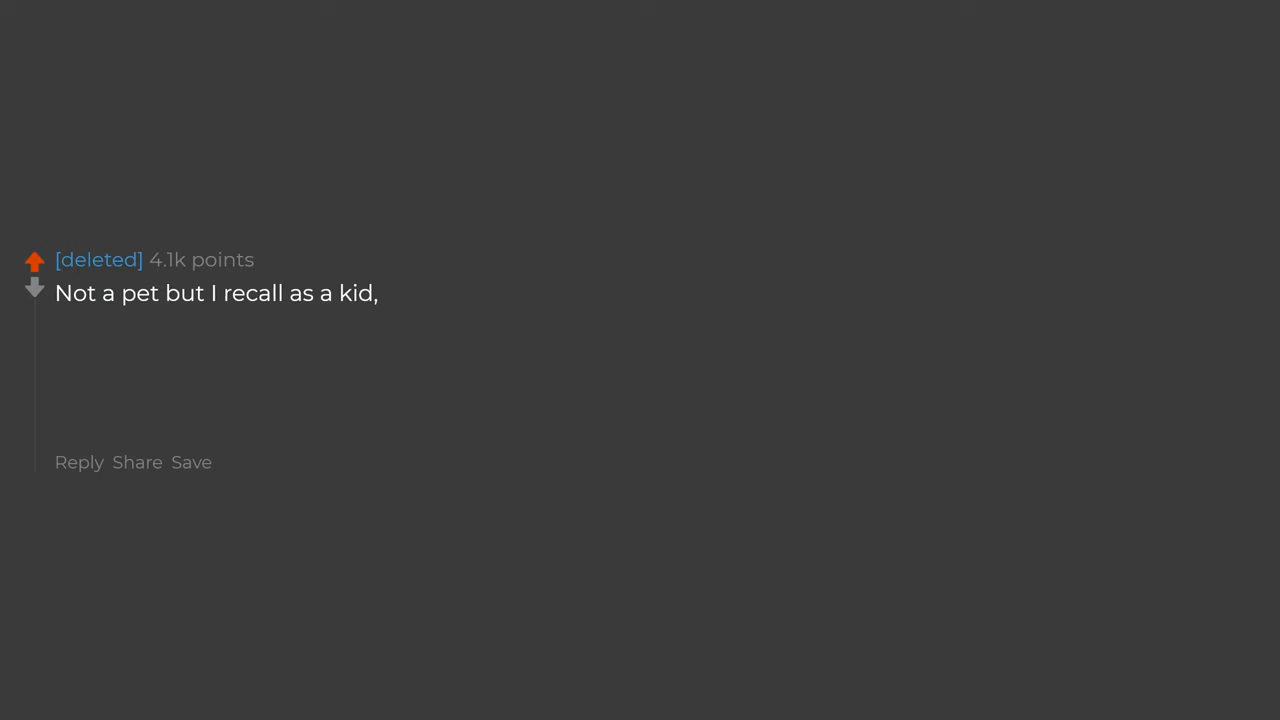 [deleted] 4.1k points
Not a pet but I recall as a kid,
Reply Share Save